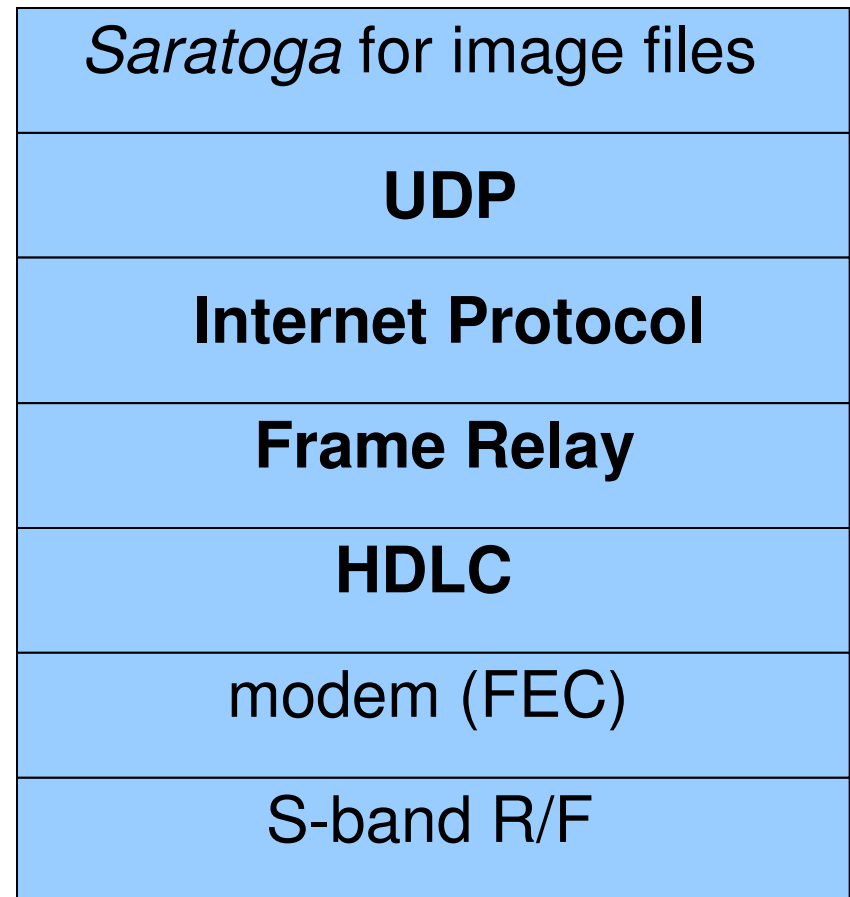 Saratoga for image files
UDP
Internet Protocol
Frame Relay
HDLC
modem (FEC)
S-band R/F